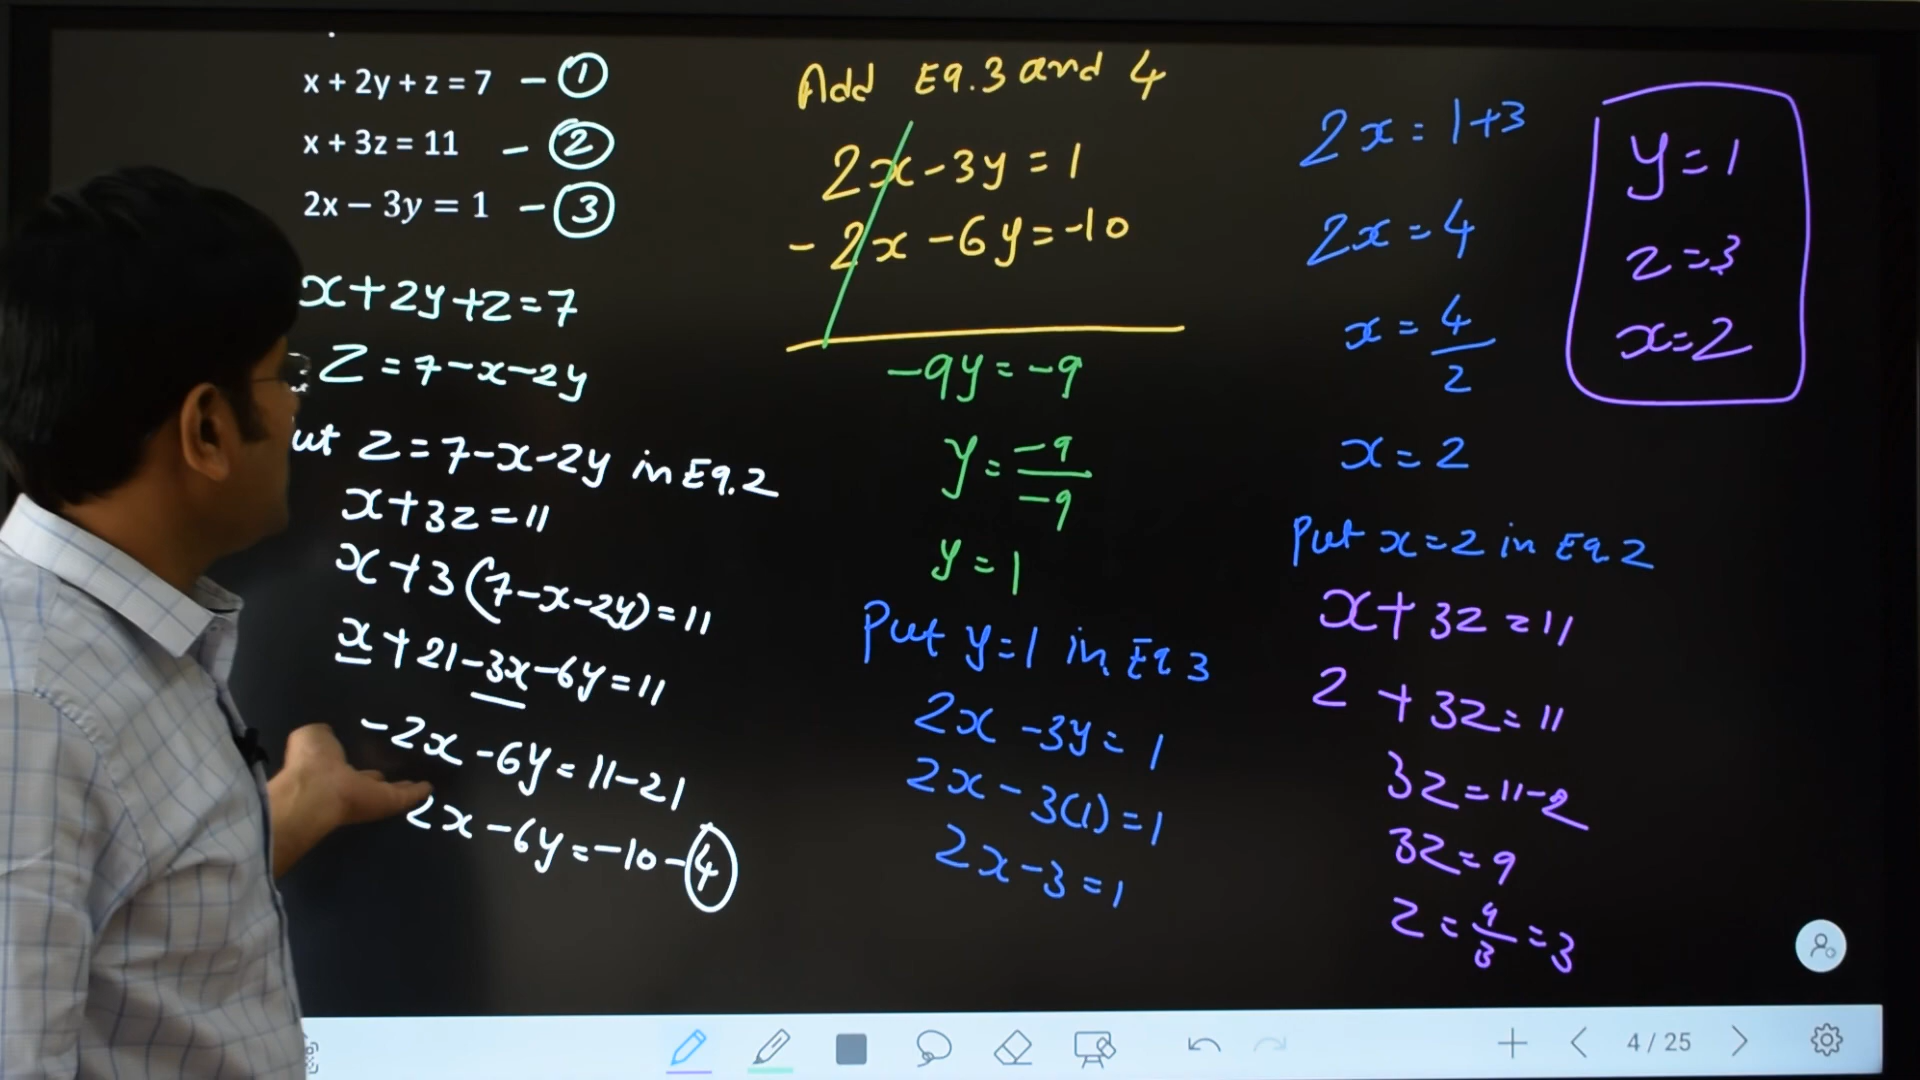 x + 2y + z = 7 – ①
x + 3z = 11 – ②
2x – 3y = 1 – ③
x+2y+z=7
z=7-x-2y
ut z=7-x-2y in Eq.2
x+3z=11
x+3(7-x-2y)=11
x+21-3x-6y=11
-2x-6y=11-21
2x-6y=-10-④
Add Eq.3 and 4
2x-3y=1
-2x-6y=-10
-9y=-9
y=-9/-9
y=1
Put y=1 in Eq 3
2x-3y=1
2x-3(1)=1
2x-3=1
2x=1+3
2x=4
x=4/2
x=2
Put x=2 in Eq 2
x+3z=11
2+3z=11
3z=11-2
3z=9
z=9/3=3
y=1
z=3
x=2
4 / 25